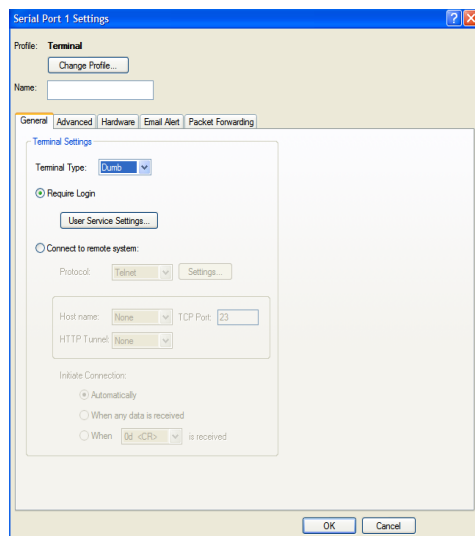 Serial Port 1 Settings
Profile: Terminal
Change Profile...
Name:
General Advanced Hardware Email Alert Packet Forwarding
Terminal Settings
Terminal Type: Dumb
Require Login
User Service Settings...
Connect to remote system:
Protocol: Telnet Settings...
Host name: None TCP Port: 23
HTTP Tunnel: None
Initiate Connection:
Automatically
When any data is received
When 0d <CR> is received
OK Cancel